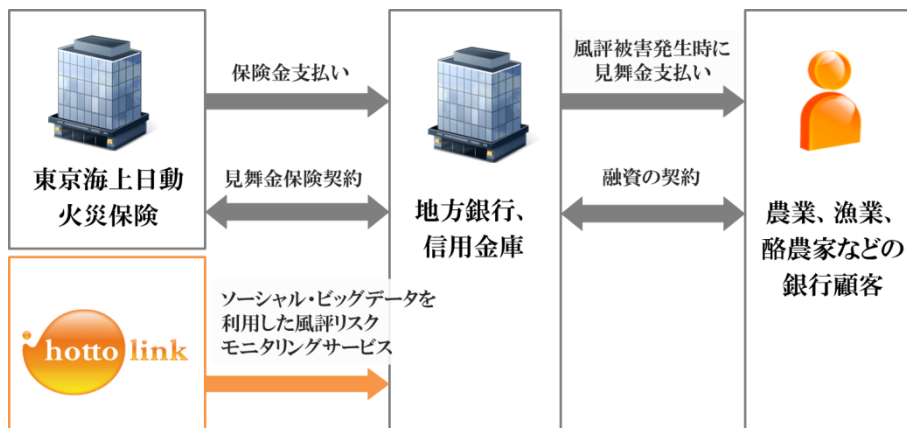 東京海上日動
火災保険
保険金支払い
見舞金保険契約
地方銀行、
信用金庫
風評被害発生時に
見舞金支払い
融資の契約
農業、漁業、
酪農家などの
銀行顧客
hotto link
ソーシャル・ビッグデータを
利用した風評リスク
モニタリングサービス